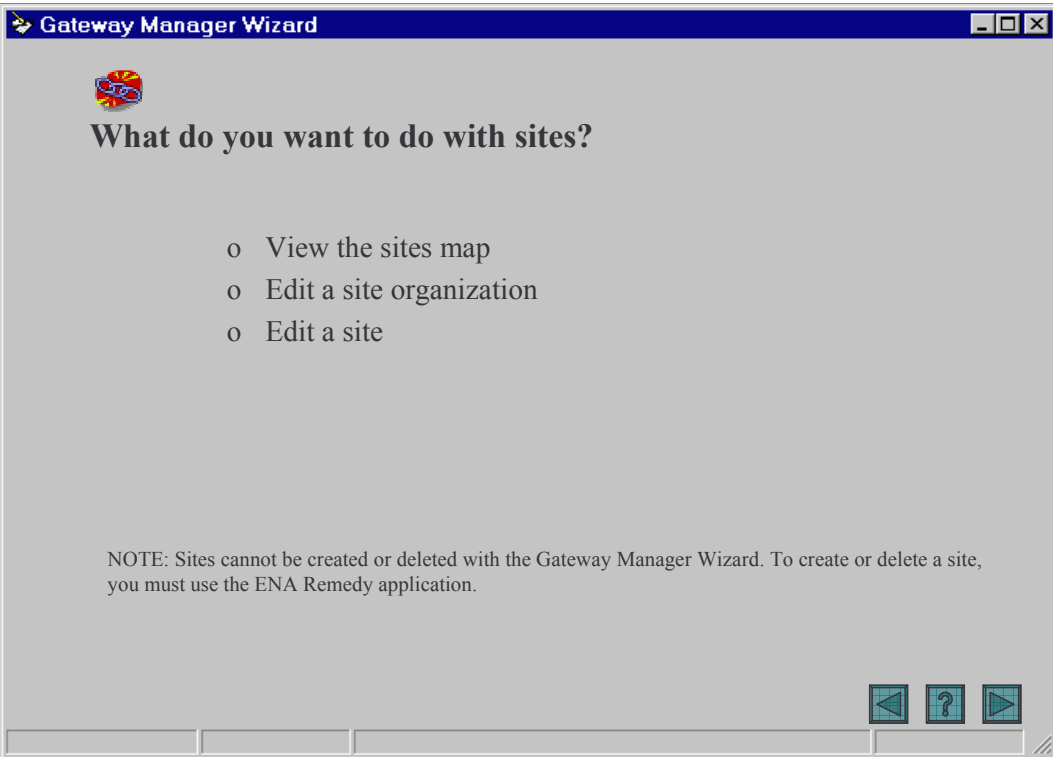 Gateway Manager Wizard
What do you want to do with sites?
o View the sites map
o Edit a site organization
o Edit a site
NOTE: Sites cannot be created or deleted with the Gateway Manager Wizard. To create or delete a site,
you must use the ENA Remedy application.
?